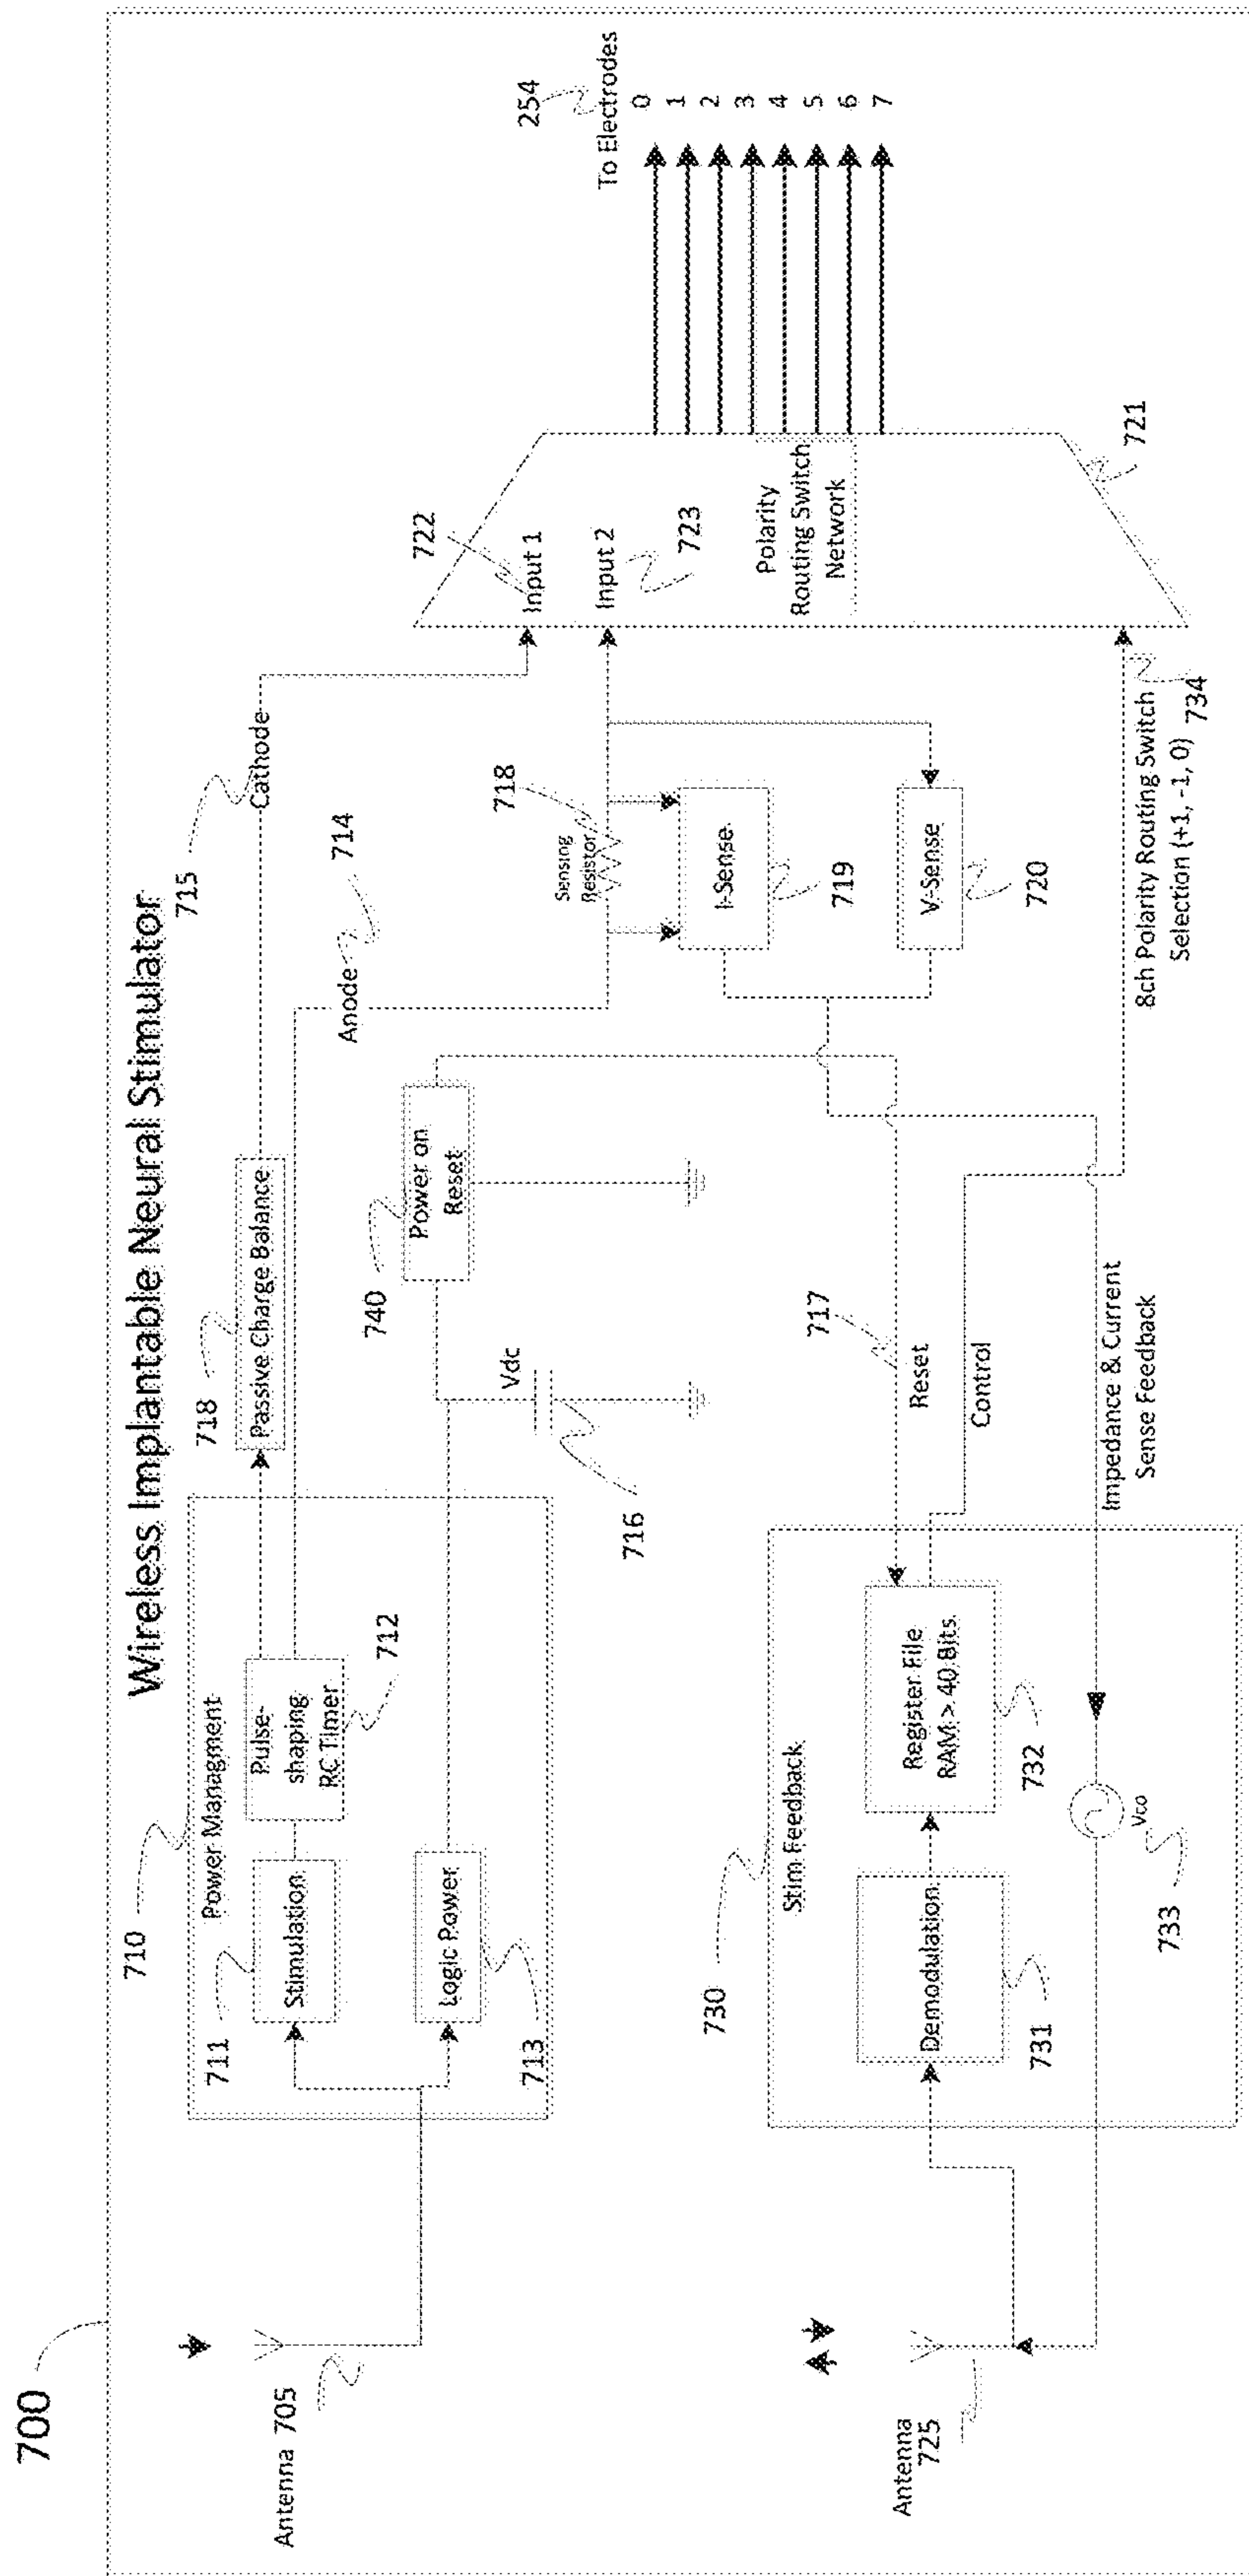 700
Wireless Implantable Neural Stimulator
710
Power Managment
711
Stimulation
Pulse-
shaping
RC Timer
712
Logic Power
713
Antenna 705
718
Passive Charge Balance
715
Cathode
Anode
714
740
Power on
Reset
Vdc
716
718
Sensing
Resistor
I-Sense
719
V-Sense
720
722
Input 1
Input 2
723
Polarity
Routing Switch
Network
721
254
To Electrodes
0
1
2
3
4
5
6
7
717
Reset
Control
Impedance & Current
Sense Feedback
8ch Polarity Routing Switch
Selection (+1, -1, 0)
734
730
Stim Feedback
Demodulation
731
Register File
RAM > 40 Bits
732
Vco
733
Antenna
725